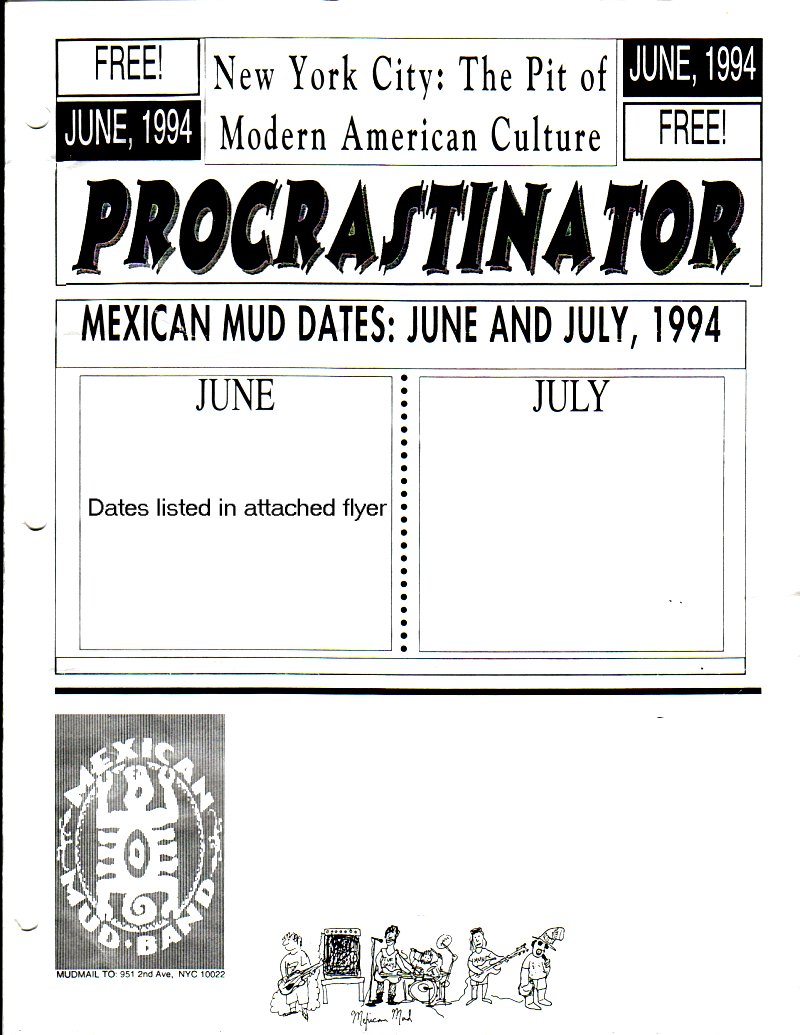 FREE!
JUNE, 1994
New York City: The Pit of
Modern American Culture
JUNE, 1994
FREE!
PROCRASTINATOR
MEXICAN MUD DATES: JUNE AND JULY, 1994
JUNE
Dates listed in attached flyer
JULY
MEXICAN
MUD·BAND
MUDMAIL TO: 951 2nd Ave, NYC 10022
Mexican Mud